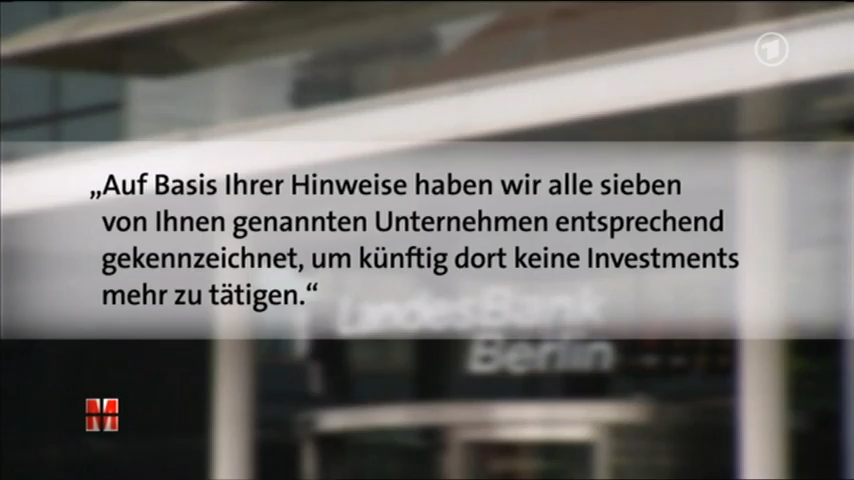 „Auf Basis Ihrer Hinweise haben wir alle sieben
von Ihnen genannten Unternehmen entsprechend
gekennzeichnet, um künftig dort keine Investments
mehr zu tätigen.“
LandesBank
Berlin
M
1